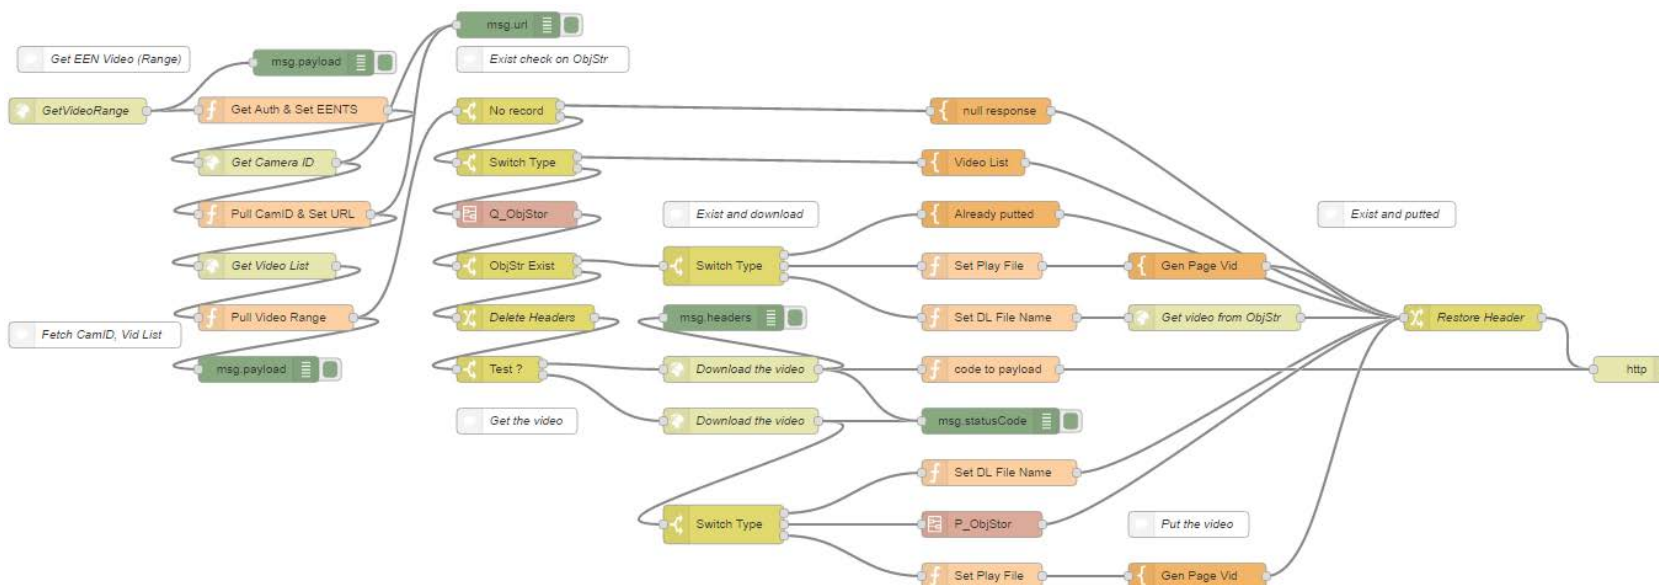 msg.url
Get EEN Video (Range)
msg.payload
Exist check on ObjStr
GetVideoRange
Get Auth & Set EENTS
No record
null response
Get Camera ID
Switch Type
Video List
Pull CamID & Set URL
Q_ObjStor
Exist and download
Already putted
Exist and putted
Get Video List
ObjStr Exist
Switch Type
Set Play File
Gen Page Vid
Pull Video Range
Delete Headers
msg.headers
Set DL File Name
Get video from ObjStr
Restore Header
Fetch CamID, Vid List
msg.payload
Test ?
Download the video
code to payload
http
Get the video
Download the video
msg.statusCode
Set DL File Name
Switch Type
P_ObjStor
Put the video
Set Play File
Gen Page Vid